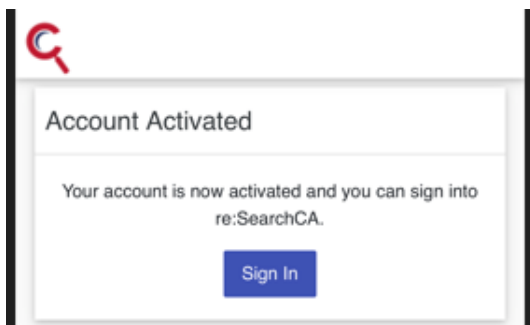 Account Activated
Your account is now activated and you can sign into
re:SearchCA.
Sign In